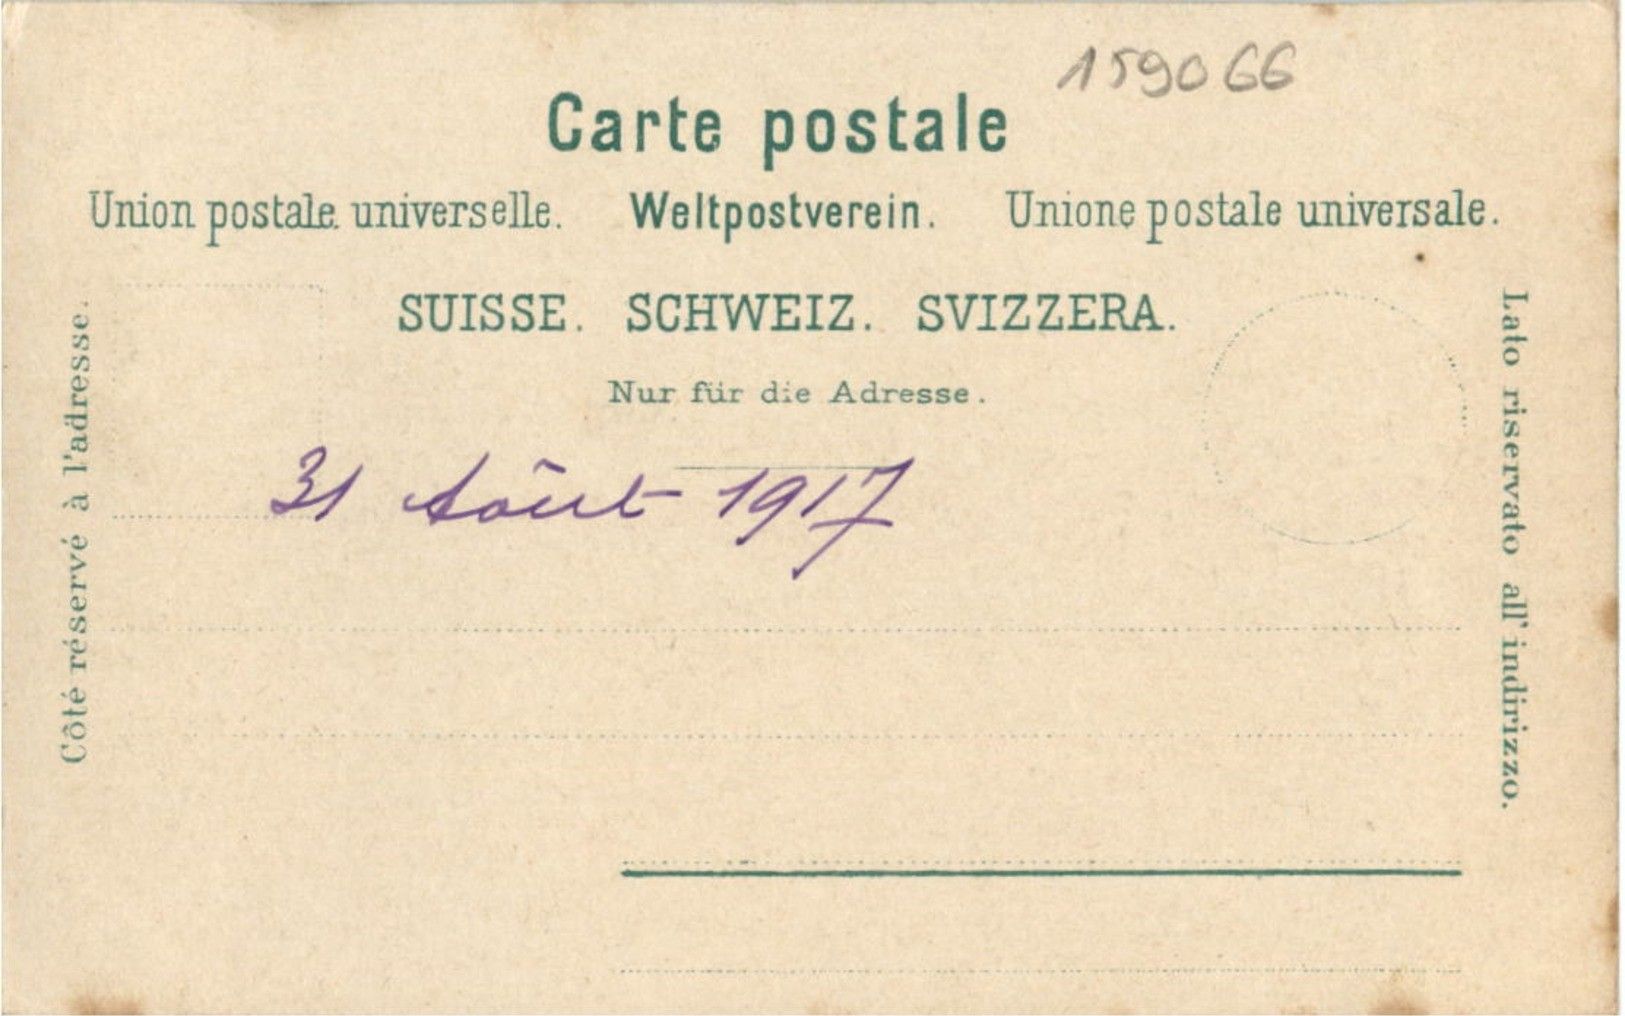 159066
Carte postale
Union postale universelle. Weltpostverein. Unione postale universale.
SUISSE. SCHWEIZ. SVIZZERA.
Nur für die Adresse.
Côté réservé à l'adresse.
Lato riservato all' indirizzo.
31 Aôut 1917